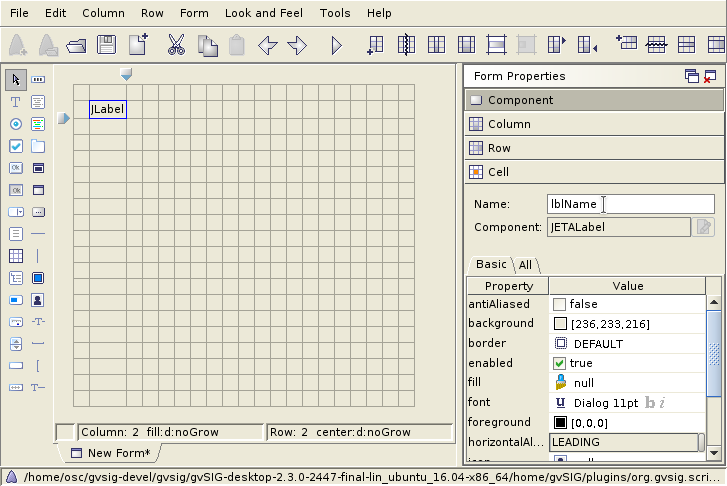 File Edit Column Row Form Look and Feel Tools Help
Form Properties
Component
Column
Row
Cell
Name: lblName
Component: JETALabel
Basic All
Property Value
antiAliased false
background [236,233,216]
border DEFAULT
enabled true
fill null
font U Dialog 11pt b i
foreground [0,0,0]
horizontalAl... LEADING
JLabel
Column: 2 fill:d:noGrow Row: 2 center:d:noGrow
New Form*
/home/osc/gvsig-devel/gvsig/gvSIG-desktop-2.3.0-2447-final-lin_ubuntu_16.04-x86_64/home/gvSIG/plugins/org.gvsig.scri...